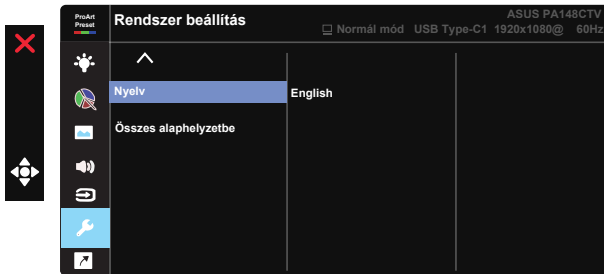 ProArt
Preset
Rendszer beállítás
ASUS PA148CTV
Normál mód USB Type-C1 1920x1080@ 60Hz
Nyelv
English
Összes alaphelyzetbe